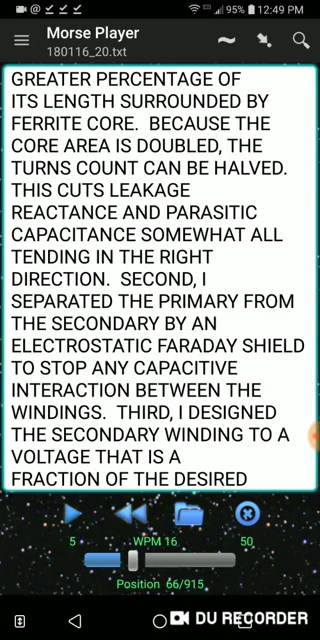 95% 12:49 PM
Morse Player
180116_20.txt
GREATER PERCENTAGE OF
ITS LENGTH SURROUNDED BY
FERRITE CORE.  BECAUSE THE
CORE AREA IS DOUBLED, THE
TURNS COUNT CAN BE HALVED.
THIS CUTS LEAKAGE
REACTANCE AND PARASITIC
CAPACITANCE SOMEWHAT ALL
TENDING IN THE RIGHT
DIRECTION.  SECOND, I
SEPARATED THE PRIMARY FROM
THE SECONDARY BY AN
ELECTROSTATIC FARADAY SHIELD
TO STOP ANY CAPACITIVE
INTERACTION BETWEEN THE
WINDINGS.  THIRD, I DESIGNED
THE SECONDARY WINDING TO A
VOLTAGE THAT IS A
FRACTION OF THE DESIRED
5 WPM 16 50
Position 66/915
DU RECORDER